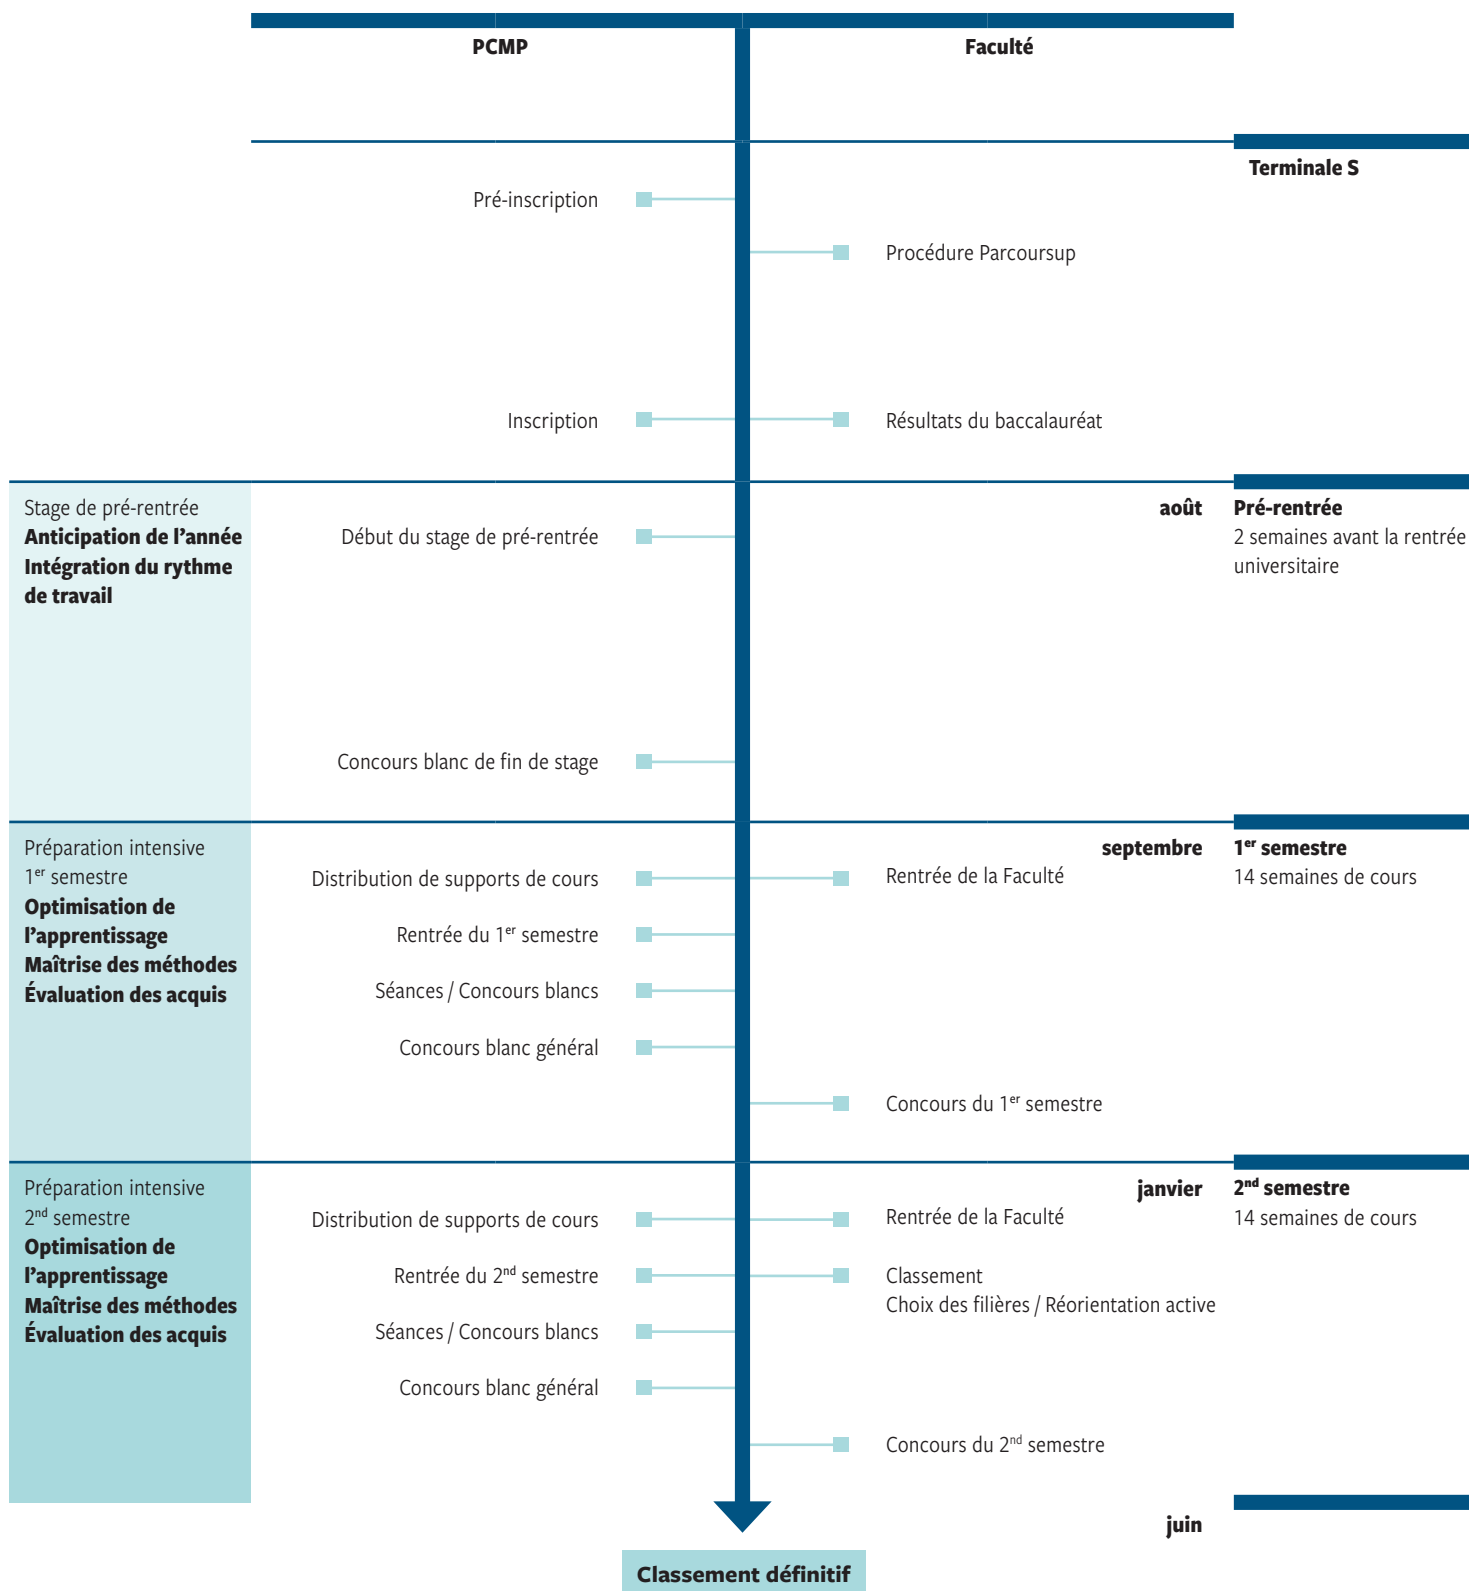 PCMP
Faculté
Terminale S
Pré-inscription
Procédure Parcoursup
Inscription
Résultats du baccalauréat
Stage de pré-rentrée
Anticipation de l’année
Intégration du rythme
de travail
Début du stage de pré-rentrée
août
Pré-rentrée
2 semaines avant la rentrée
universitaire
Concours blanc de fin de stage
Préparation intensive
1er semestre
Optimisation de
l’apprentissage
Maîtrise des méthodes
Évaluation des acquis
Distribution de supports de cours
Rentrée du 1er semestre
Séances / Concours blancs
Concours blanc général
Rentrée de la Faculté
Concours du 1er semestre
septembre
1er semestre
14 semaines de cours
Préparation intensive
2nd semestre
Optimisation de
l’apprentissage
Maîtrise des méthodes
Évaluation des acquis
Distribution de supports de cours
Rentrée du 2nd semestre
Séances / Concours blancs
Concours blanc général
Rentrée de la Faculté
Classement
Choix des filières / Réorientation active
Concours du 2nd semestre
janvier
2nd semestre
14 semaines de cours
juin
Classement définitif